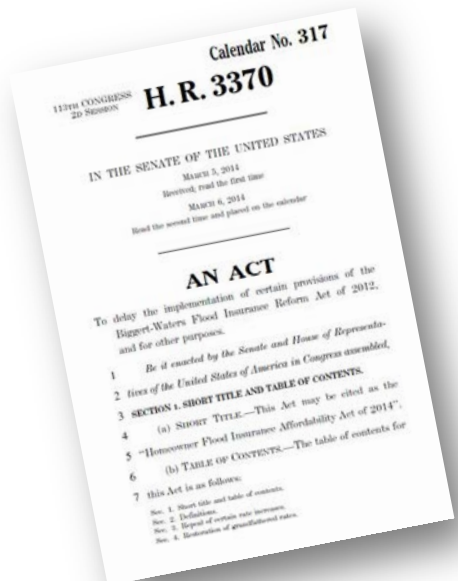 Calendar No. 317
113TH CONGRESS
2D SESSION
H. R. 3370
IN THE SENATE OF THE UNITED STATES
MARCH 5, 2014
Received; read the first time
MARCH 6, 2014
Read the second time and placed on the calendar
AN ACT
To delay the implementation of certain provisions of the
Biggert-Waters Flood Insurance Reform Act of 2012,
and for other purposes.
1 Be it enacted by the Senate and House of Representa-
2 tives of the United States of America in Congress assembled,
3 SECTION 1. SHORT TITLE AND TABLE OF CONTENTS.
4 (a) SHORT TITLE.—This Act may be cited as the
5 “Homeowner Flood Insurance Affordability Act of 2014”.
6 (b) TABLE OF CONTENTS.—The table of contents for
7 this Act is as follows:
Sec. 1. Short title and table of contents.
Sec. 2. Definitions.
Sec. 3. Repeal of certain rate increases.
Sec. 4. Restoration of grandfathered rates.